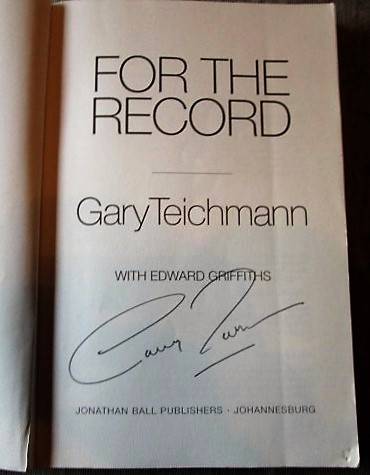 FOR THE
RECORD
Gary Teichmann
WITH EDWARD GRIFFITHS
JONATHAN BALL PUBLISHERS · JOHANNESBURG